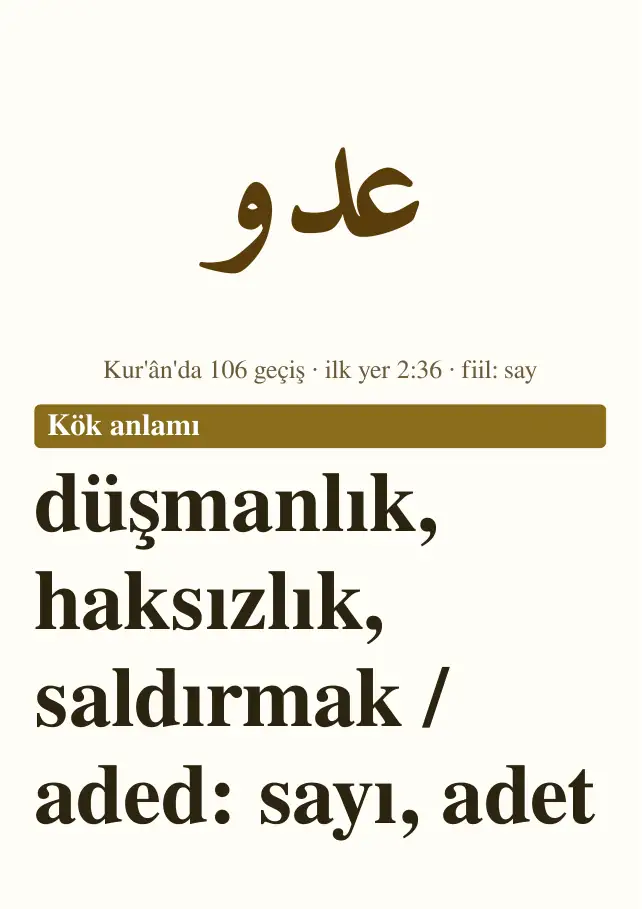 عدو
Kur'ân'da 106 geçiş · ilk yer 2:36 · fiil: say
Kök anlamı
düşmanlık,
haksızlık,
saldırmak /
aded: sayı, adet